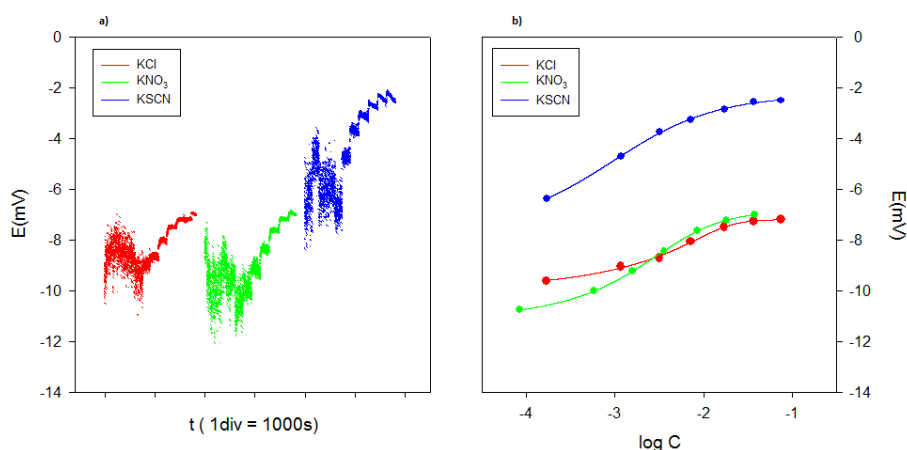 a)
KCl
KNO3
KSCN
0
-2
-4
-6
-8
-10
-12
-14
E(mV)
t ( 1div = 1000s)
b)
KCl
KNO3
KSCN
0
-2
-4
-6
-8
-10
-12
-14
E(mV)
-4 -3 -2 -1
log C